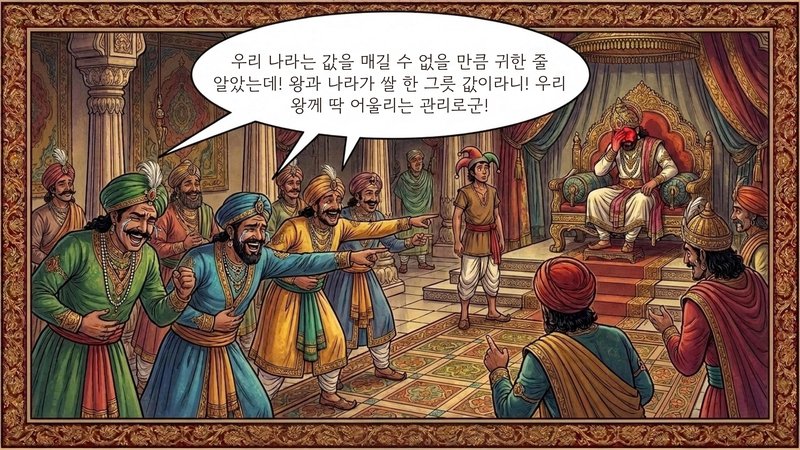 우리 나라는 값을 매길 수 없을 만큼 귀한 줄
알았는데! 왕과 나라가 쌀 한 그릇 값이라니! 우리
왕께 딱 어울리는 관리로군!